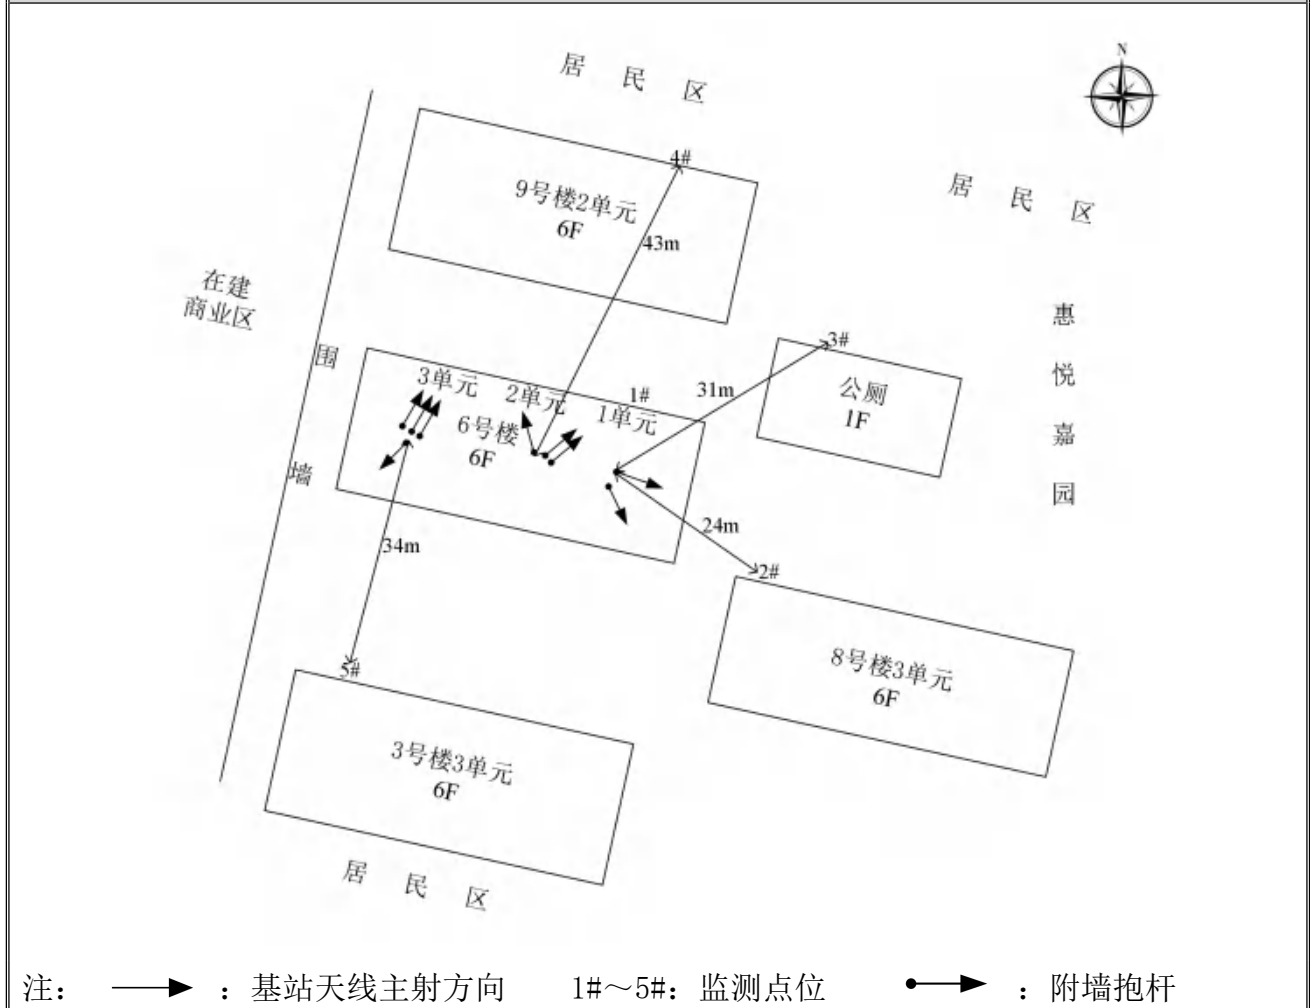 N
居 民 区
4#
居 民 区
9号楼2单元
6F
43m
在建
商业区
惠
悦
嘉
园
围
墙
3#
公厕
1F
31m
3单元
2单元
1#
1单元
6号楼
6F
24m
34m
2#
8号楼3单元
6F
5#
3号楼3单元
6F
居 民 区
注： ：基站天线主射方向 1#～5#：监测点位 ：附墙抱杆